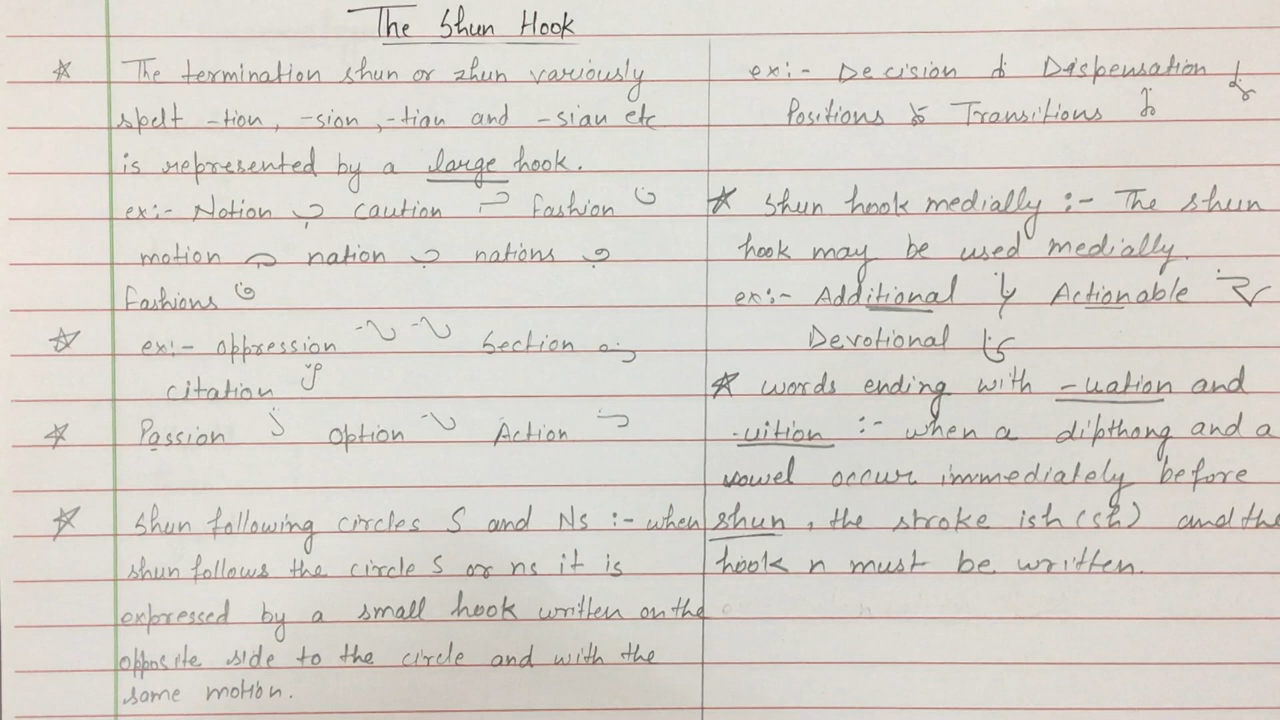 The Shun Hook
☆ The termination shun or zhun variously
spelt -tion, -sion, -tian and -sian etc
is represented by a large hook.
ex:- Notion caution fashion
motion nation nations
fashions
☆ ex:- oppression Section
citation
☆ Passion option Action
☆ Shun following circles S and Ns :- when
shun follows the circle S or ns it is
expressed by a small hook written on the
opposite side to the circle and with the
same motion.
ex:- Decision Dispensation
Positions Transitions
☆ Shun hook medially :- The shun
hook may be used medially.
ex:- Additional Actionable
Devotional
☆ words ending with -uation and
-uition :- when a dipthong and a
vowel occur immediately before
shun, the stroke ish (sh) and the
hook n must be written.